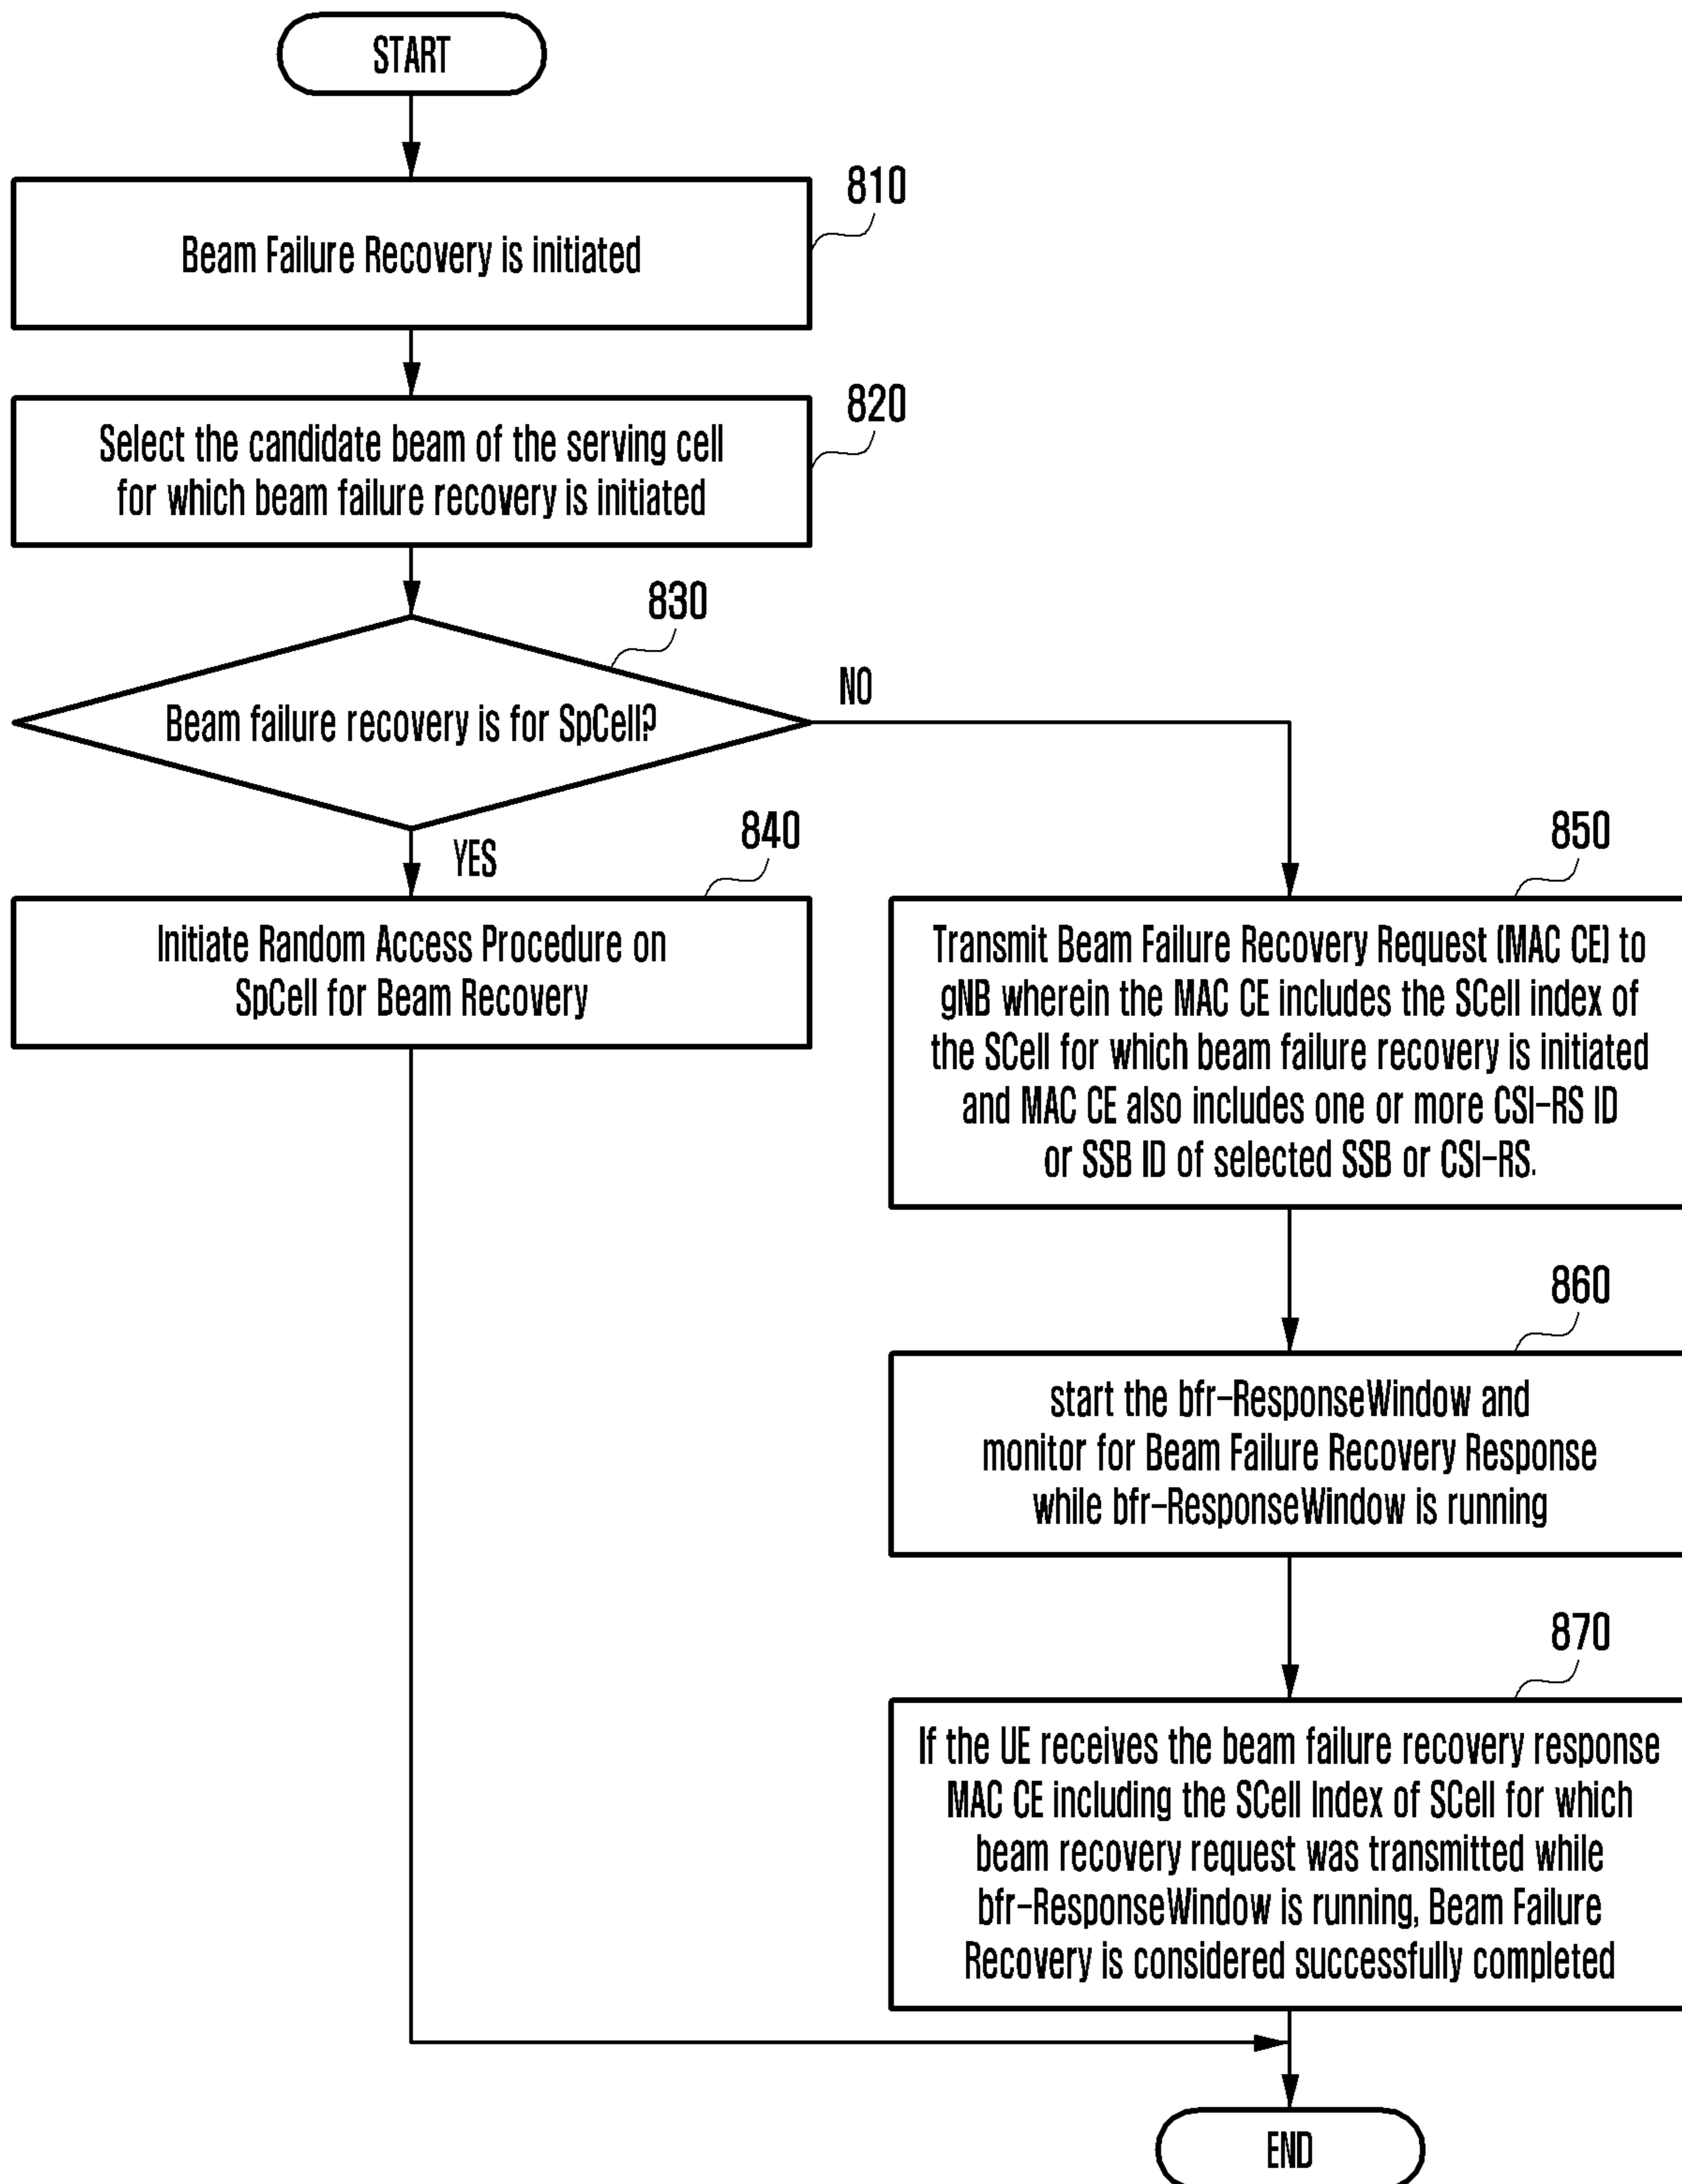 START
810
Beam Failure Recovery is initiated
820
Select the candidate beam of the serving cell
for which beam failure recovery is initiated
830
Beam failure recovery is for SpCell?
NO
YES
840
Initiate Random Access Procedure on
SpCell for Beam Recovery
850
Transmit Beam Failure Recovery Request (MAC CE) to
gNB wherein the MAC CE includes the SCell index of
the SCell for which beam failure recovery is initiated
and MAC CE also includes one or more CSI-RS ID
or SSB ID of selected SSB or CSI-RS.
860
start the bfr-ResponseWindow and
monitor for Beam Failure Recovery Response
while bfr-ResponseWindow is running
870
If the UE receives the beam failure recovery response
MAC CE including the SCell Index of SCell for which
beam recovery request was transmitted while
bfr-ResponseWindow is running, Beam Failure
Recovery is considered successfully completed
END